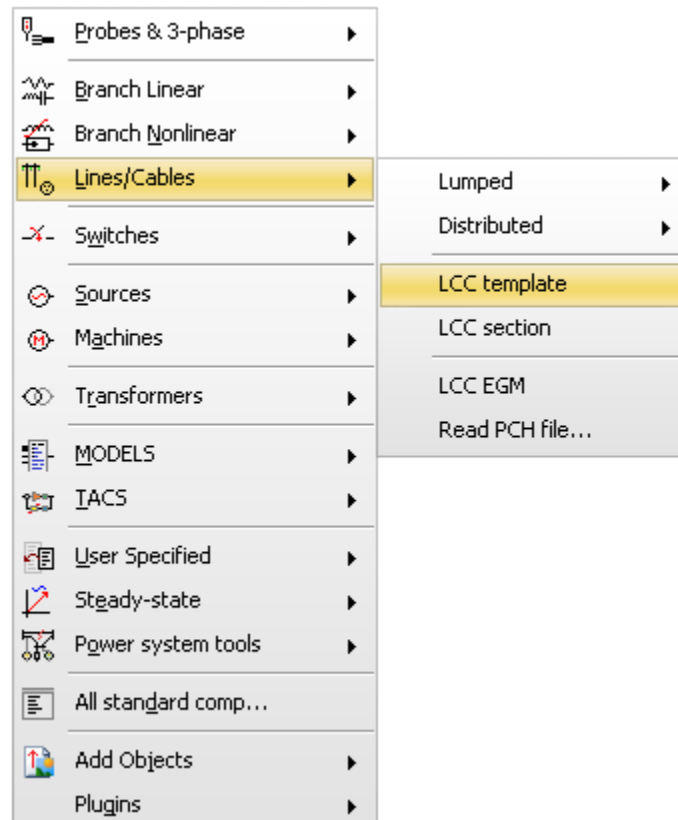 Probes & 3-phase
Branch Linear
Branch Nonlinear
Lines/Cables
Switches
Sources
Machines
Transformers
MODELS
TACS
User Specified
Steady-state
Power system tools
All standard comp...
Add Objects
Plugins
Lumped
Distributed
LCC template
LCC section
LCC EGM
Read PCH file...